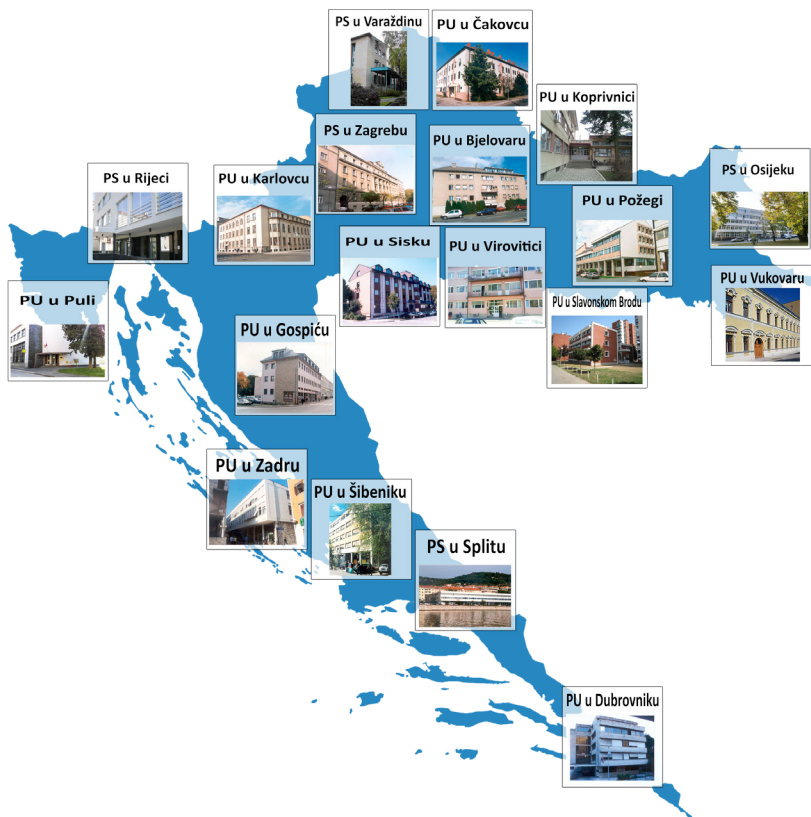 PS u Varaždinu
PU u Čakovcu
PU u Koprivnici
PS u Zagrebu
PU u Bjelovaru
PS u Rijeci
PU u Karlovcu
PS u Osijeku
PU u Požegi
PU u Sisku
PU u Virovitici
PU u Vukovaru
PU u Puli
PU u Slavonskom Brodu
PU u Gospiću
PU u Zadru
PU u Šibeniku
PS u Splitu
PU u Dubrovniku